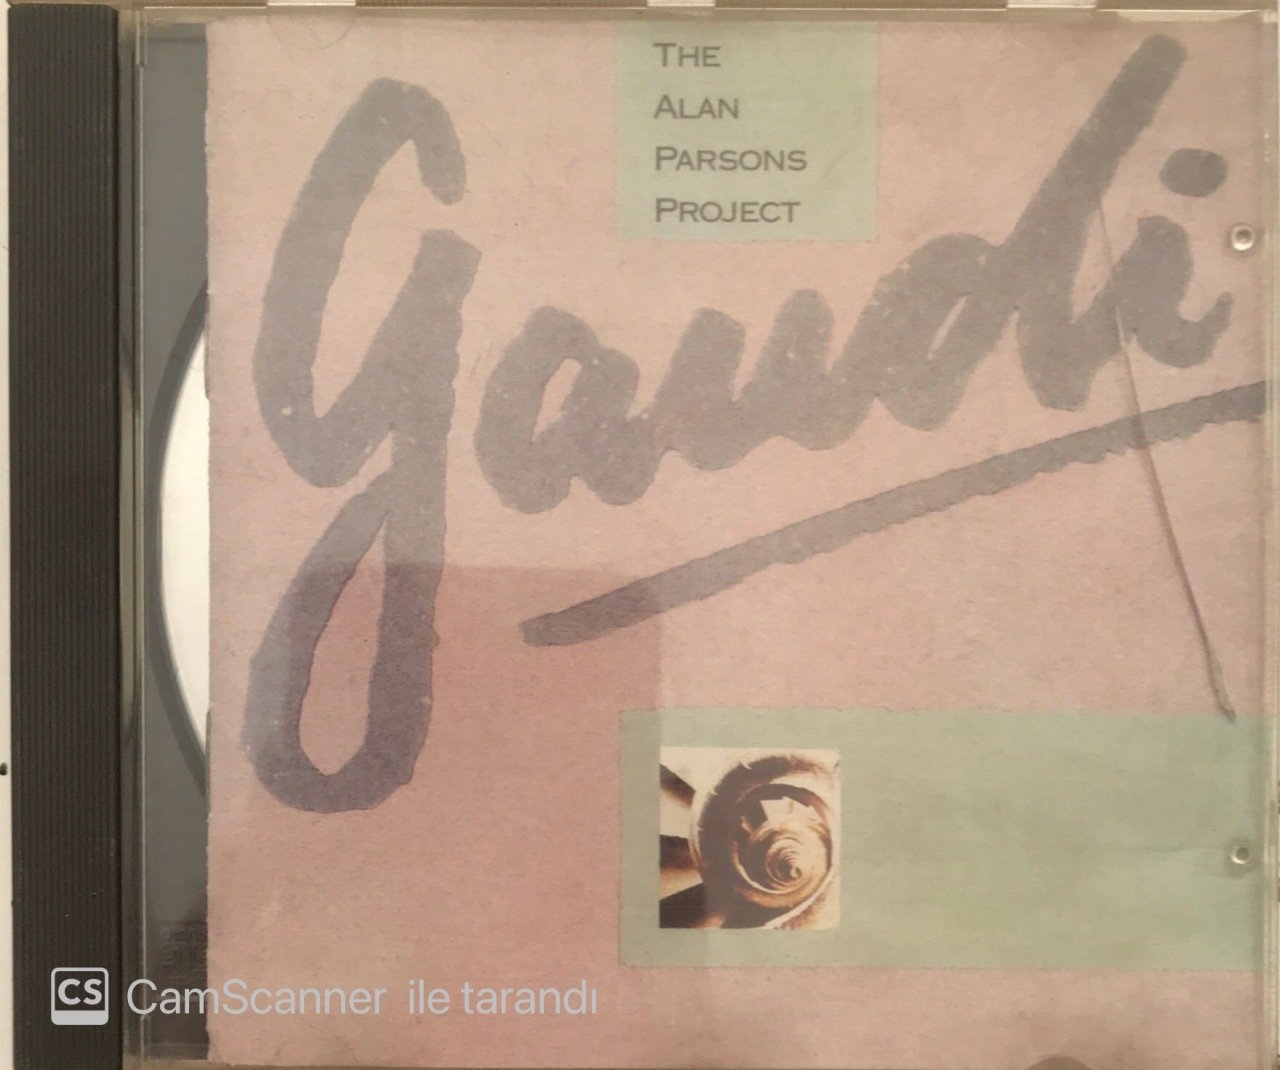 THE
ALAN
PARSONS
PROJECT
gaudi
CS CamScanner ile tarandı